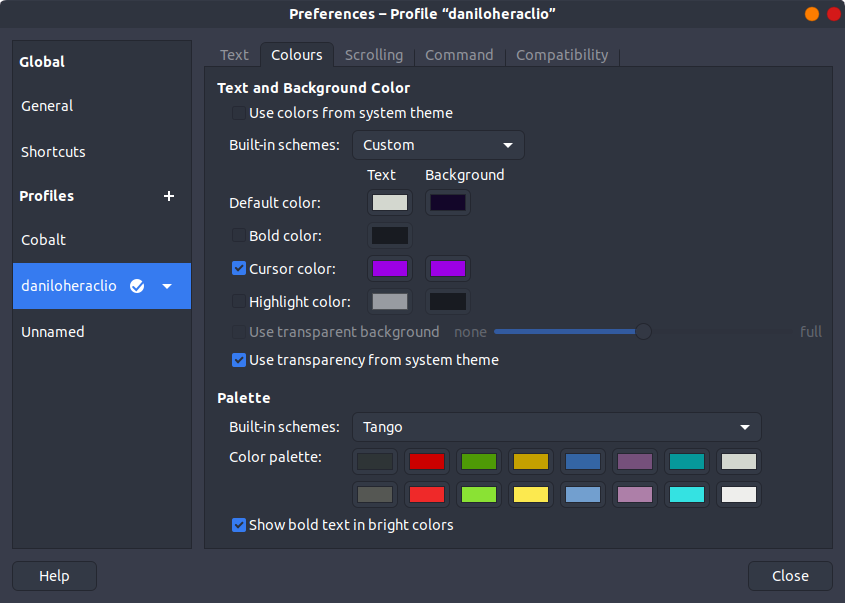 Preferences – Profile “daniloheraclio”
Global
General
Shortcuts
Profiles +
Cobalt
daniloheraclio
Unnamed
Text Colours Scrolling Command Compatibility
Text and Background Color
Use colors from system theme
Built-in schemes: Custom
Text Background
Default color:
Bold color:
Cursor color:
Highlight color:
Use transparent background none full
Use transparency from system theme
Palette
Built-in schemes: Tango
Color palette:
Show bold text in bright colors
Help Close